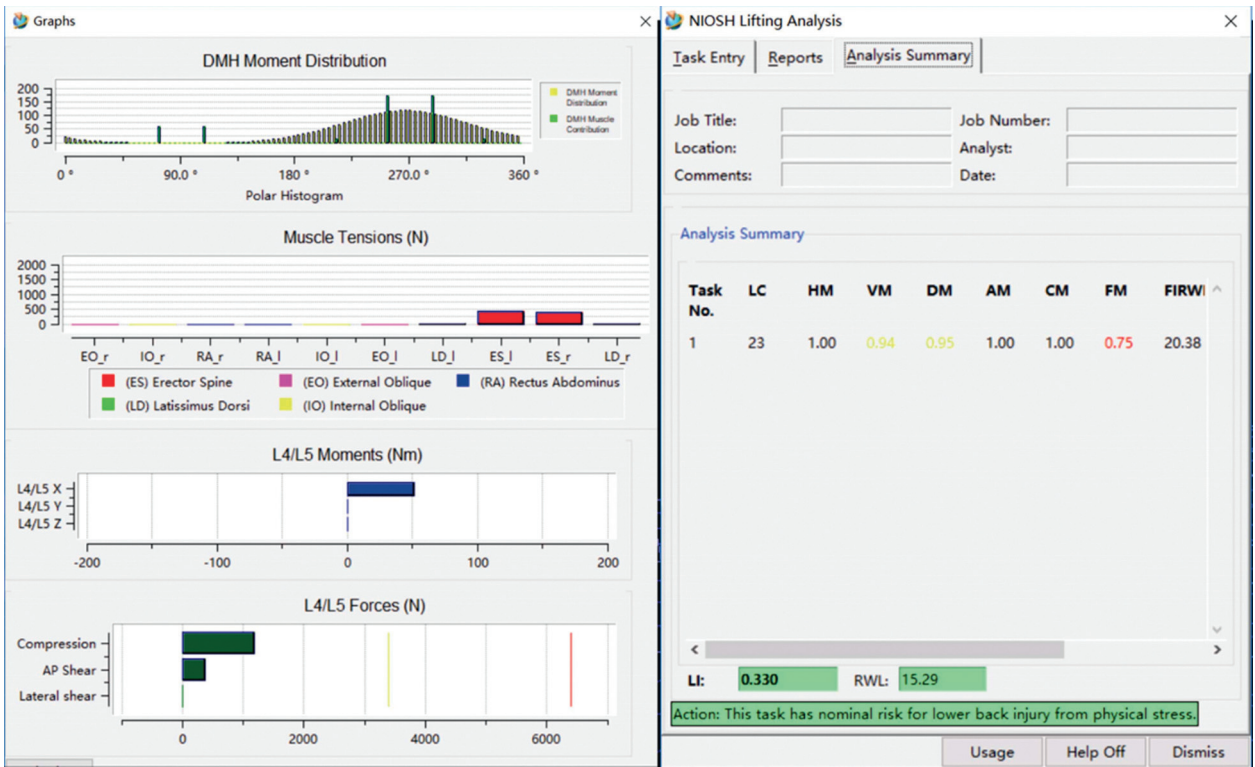 Graphs
DMH Moment Distribution
200
150
100
50
0
DMH Moment
Distribution
DMH Muscle
Contribution
0 ° 90.0 ° 180 ° 270.0 ° 360 °
Polar Histogram
Muscle Tensions (N)
2000
1500
1000
500
0
EO_r IO_r RA_r RA_l IO_l EO_l LD_l ES_l ES_r LD_r
(ES) Erector Spine (EO) External Oblique (RA) Rectus Abdominus
(LD) Latissimus Dorsi (IO) Internal Oblique
L4/L5 Moments (Nm)
L4/L5 X
L4/L5 Y
L4/L5 Z
-200 -100 0 100 200
L4/L5 Forces (N)
Compression
AP Shear
Lateral shear
0 2000 4000 6000
NIOSH Lifting Analysis
Task Entry Reports Analysis Summary
Job Title: Job Number:
Location: Analyst:
Comments: Date:
Analysis Summary
Task No. LC HM VM DM AM CM FM FIRWI
1 23 1.00 0.94 0.95 1.00 1.00 0.75 20.38
LI: 0.330 RWL: 15.29
Action: This task has nominal risk for lower back injury from physical stress.
Usage Help Off Dismiss